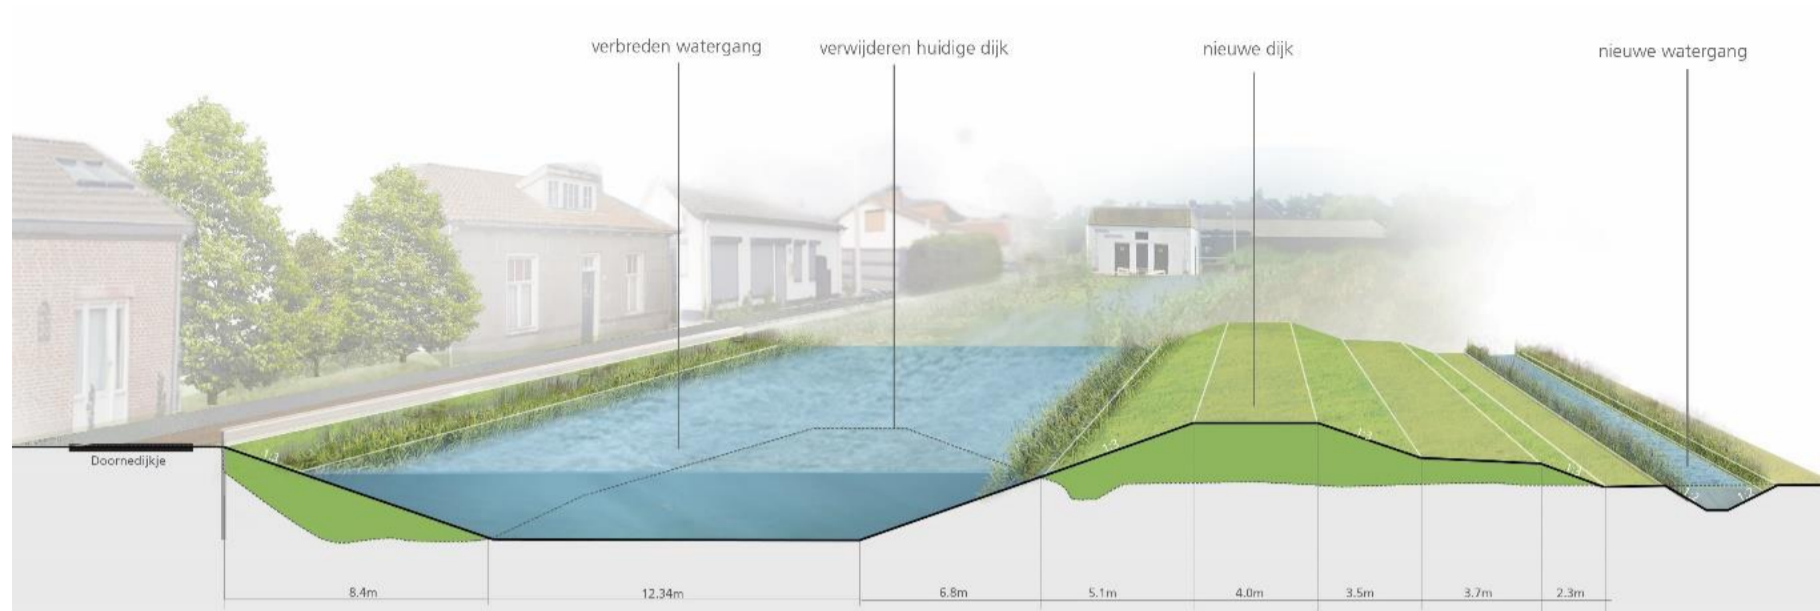 verbreden watergang
verwijderen huidige dijk
nieuwe dijk
nieuwe watergang
Doornedijkje
8.4m
12.34m
6.8m
5.1m
4.0m
3.5m
3.7m
2.3m